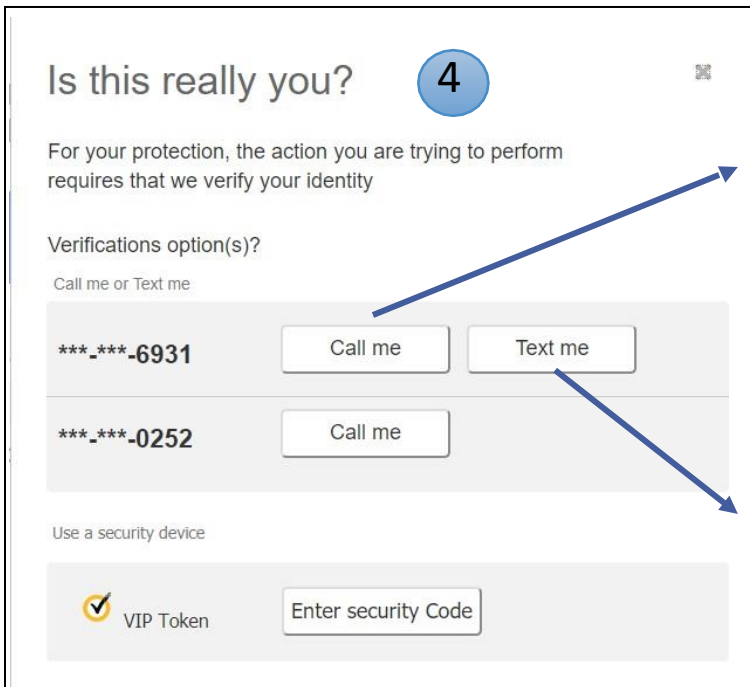 Is this really you?
4
For your protection, the action you are trying to perform
requires that we verify your identity
Verifications option(s)?
Call me or Text me
***-***-6931 Call me Text me
***-***-0252 Call me
Use a security device
VIP Token Enter security Code